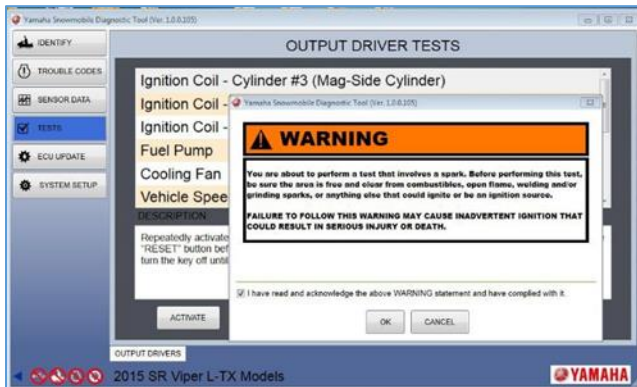 Yamaha Snowmobile Diagnostic Tool (Ver. 1.0.0.105)
IDENTIFY
TROUBLE CODES
SENSOR DATA
TESTS
ECU UPDATE
SYSTEM SETUP
OUTPUT DRIVER TESTS
Ignition Coil - Cylinder #3 (Mag-Side Cylinder)
Ignition Coil -
Ignition Coil -
Fuel Pump
Cooling Fan
Vehicle Spee
DESCRIPTION
Repeatedly activate
"RESET" button bef
turn the key off until
ACTIVATE
Yamaha Snowmobile Diagnostic Tool (Ver. 1.0.0.105)
WARNING
You are about to perform a test that involves a spark. Before performing this test,
be sure the area is free and clear from combustibles, open flame, welding and/or
grinding sparks, or anything else that could ignite or be an ignition source.
FAILURE TO FOLLOW THIS WARNING MAY CAUSE INADVERTENT IGNITION THAT
COULD RESULT IN SERIOUS INJURY OR DEATH.
I have read and acknowledge the above WARNING statement and have complied with it.
OK
CANCEL
OUTPUT DRIVERS
2015 SR Viper L-TX Models
YAMAHA